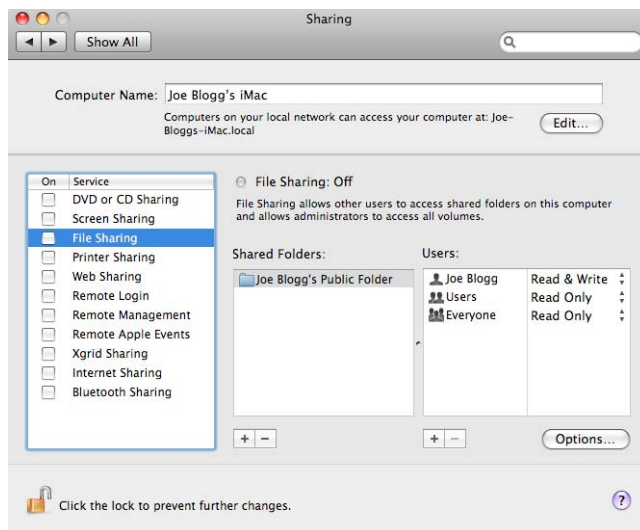 Sharing
Show All
Computer Name: Joe Blogg's iMac
Computers on your local network can access your computer at: Joe-
Bloggs-iMac.local
Edit...
On Service
DVD or CD Sharing
Screen Sharing
File Sharing
Printer Sharing
Web Sharing
Remote Login
Remote Management
Remote Apple Events
Xgrid Sharing
Internet Sharing
Bluetooth Sharing
File Sharing: Off
File Sharing allows other users to access shared folders on this computer
and allows administrators to access all volumes.
Shared Folders:
Joe Blogg's Public Folder
Users:
Joe Blogg Read & Write
Users Read Only
Everyone Read Only
+ −
+ −
Options...
Click the lock to prevent further changes.
?